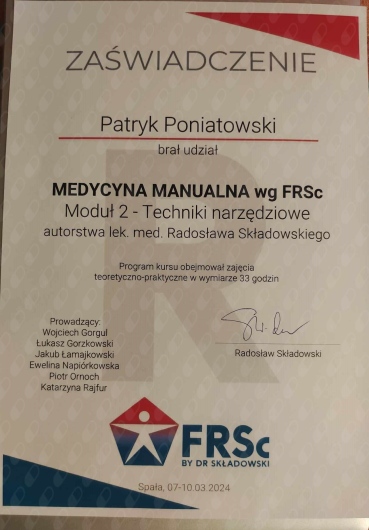 ZAŚWIADCZENIE
Patryk Poniatowski
brał udział
MEDYCYNA MANUALNA wg FRSc
Moduł 2 - Techniki narzędziowe
autorstwa lek. med. Radosława Składowskiego
Program kursu obejmował zajęcia
teoretyczno-praktyczne w wymiarze 33 godzin
Prowadzący:
Wojciech Gorgul
Łukasz Gorzkowski
Jakub Łamajkowski
Ewelina Napiórkowska
Piotr Ornoch
Katarzyna Rajfur
Radosław Składowski
R
FRSc
BY DR SKŁADOWSKI
Spała, 07-10.03.2024